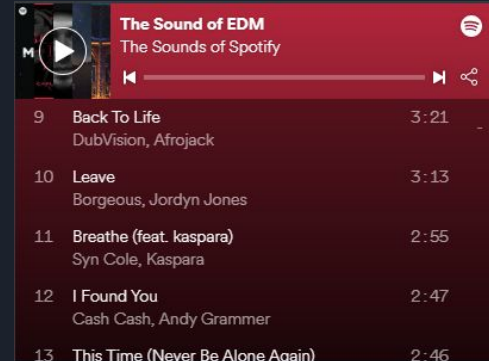 M
The Sound of EDM
The Sounds of Spotify
9 Back To Life 3:21
DubVision, Afrojack
10 Leave 3:13
Borgeous, Jordyn Jones
11 Breathe (feat. kaspara) 2:55
Syn Cole, Kaspara
12 I Found You 2:47
Cash Cash, Andy Grammer
13 This Time (Never Be Alone Again) 2:46